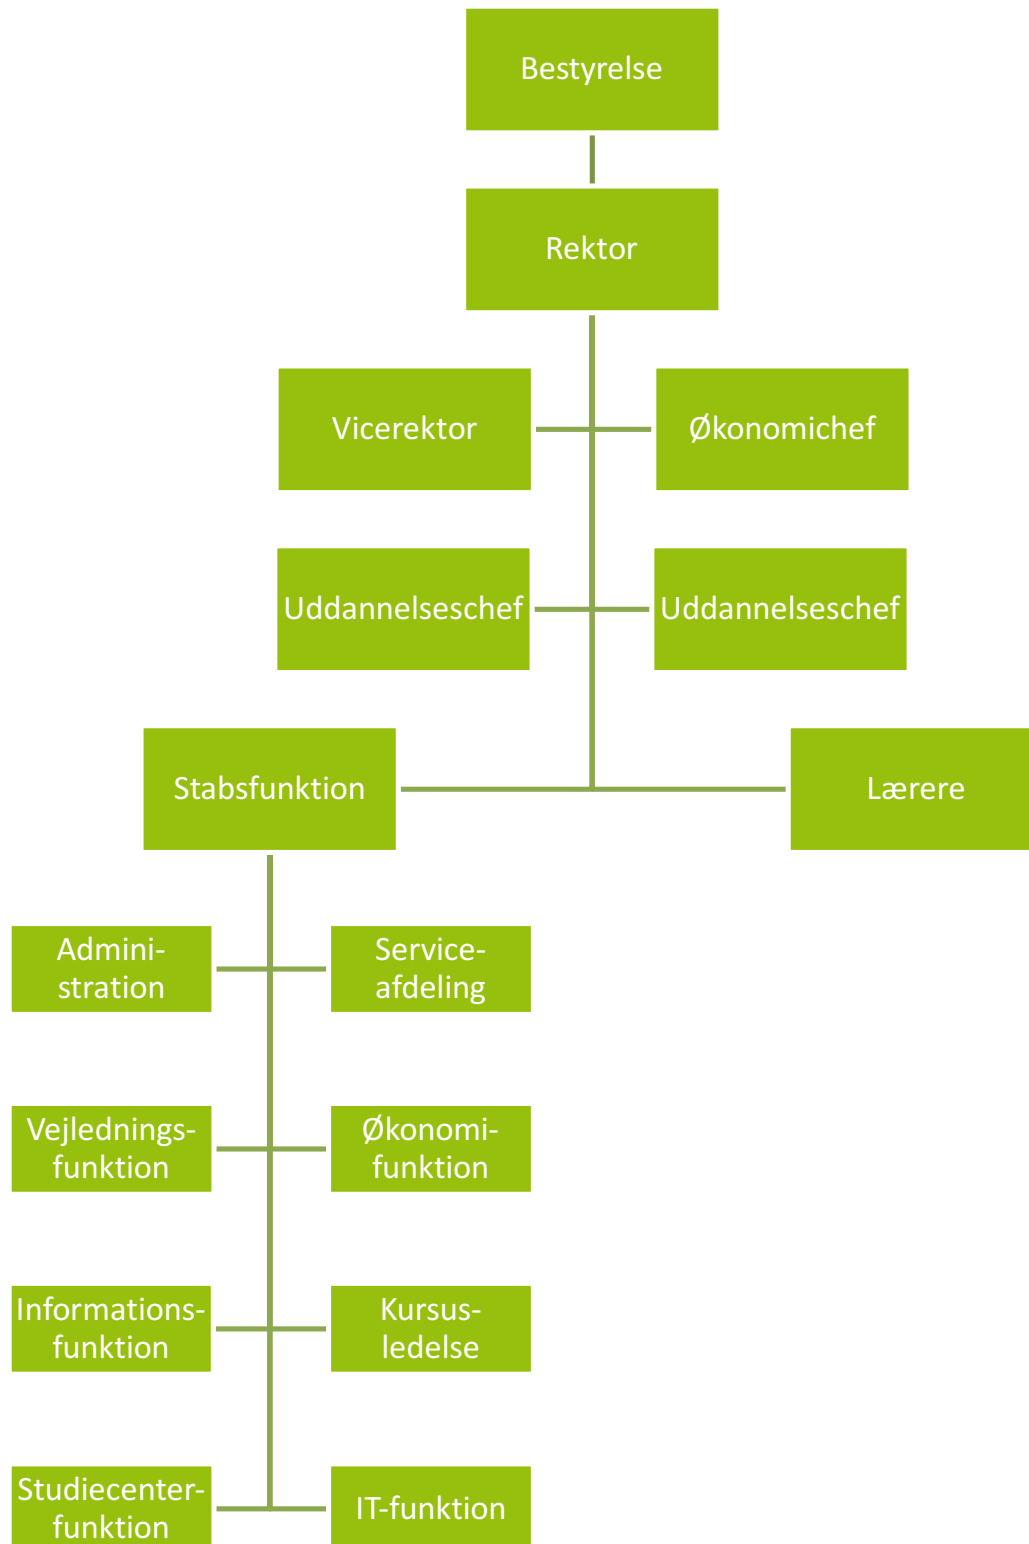 Bestyrelse
Rektor
Vicerektor
Økonomichef
Uddannelseschef
Uddannelseschef
Stabsfunktion
Lærere
Admini-
stration
Service-
afdeling
Vejlednings-
funktion
Økonomi-
funktion
Informations-
funktion
Kursus-
ledelse
Studiecenter-
funktion
IT-funktion